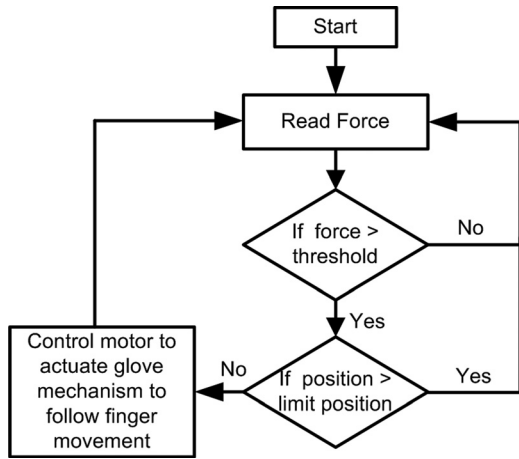 Start
Read Force
If force >
threshold
No
Yes
If position >
limit position
Yes
No
Control motor to
actuate glove
mechanism to
follow finger
movement